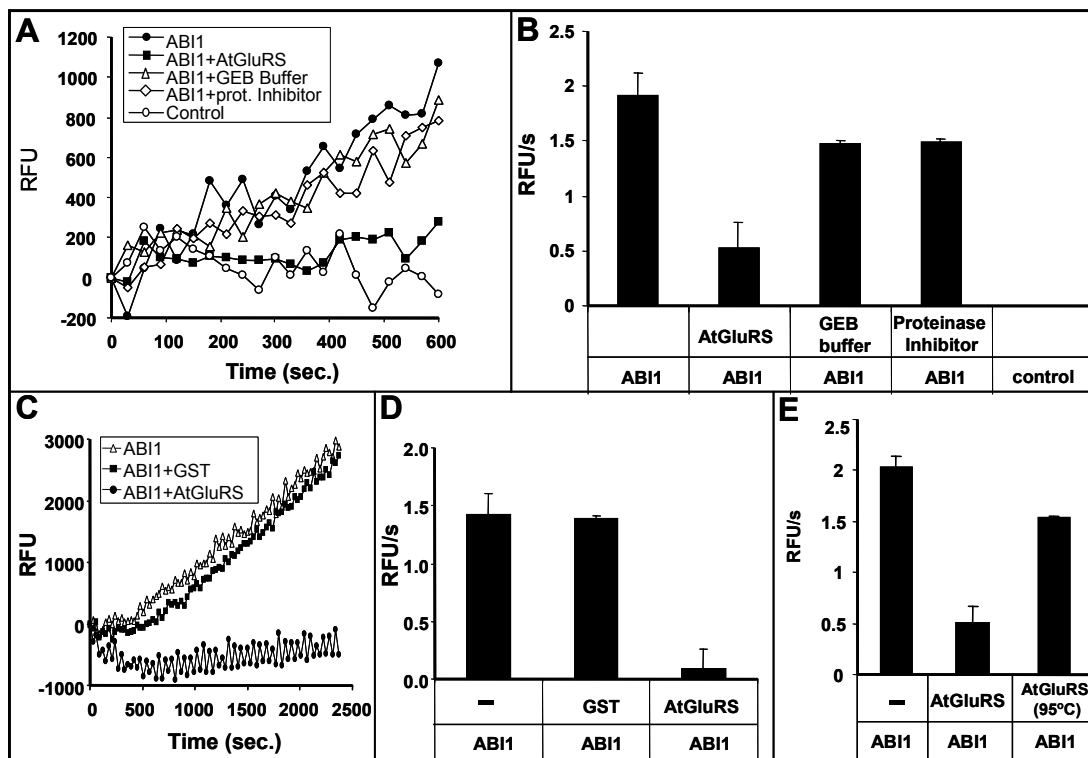 A
1200
1000
800
600
400
200
0
-200
RFU
ABI1
ABI1+AtGluRS
ABI1+GEB Buffer
ABI1+prot. Inhibitor
Control
0 100 200 300 400 500 600
Time (sec.)
B
2.5
2
1.5
1
0.5
0
RFU/s
AtGluRS GEB buffer Proteinase Inhibitor
ABI1 ABI1 ABI1 ABI1 control
C
3000
2000
1000
0
-1000
RFU
ABI1
ABI1+GST
ABI1+AtGluRS
0 500 1000 1500 2000 2500
Time (sec.)
D
2.0
1.5
1.0
0.5
0.0
RFU/s
– GST AtGluRS
ABI1 ABI1 ABI1
E
2.5
2
1.5
1
0.5
0
RFU/s
– AtGluRS AtGluRS (95ºC)
ABI1 ABI1 ABI1